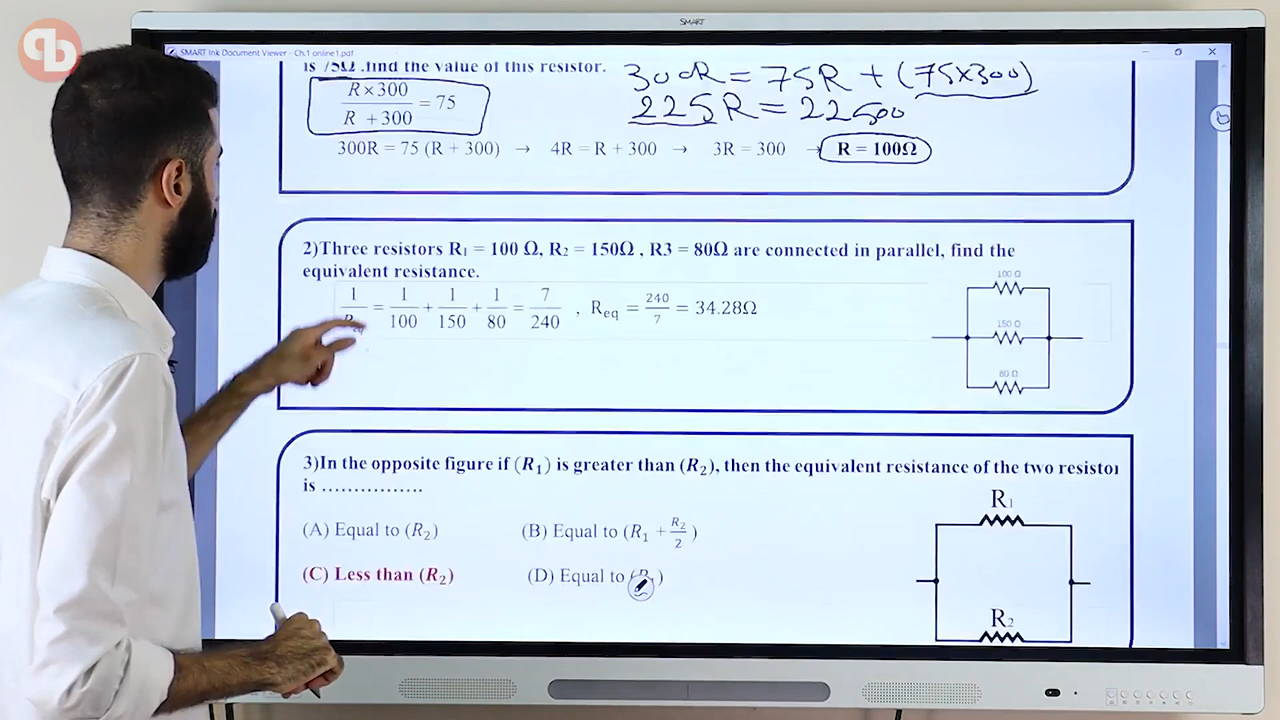 SMART
SMART Ink Document Viewer - Ch.1 online1.pdf
is 75Ω .find the value of this resistor.
R×300 / R +300 = 75
300R = 75R + (75×300)
225R = 22500
300R = 75 (R + 300) → 4R = R + 300 → 3R = 300 → R = 100Ω
2)Three resistors R₁ = 100 Ω, R₂ = 150Ω , R3 = 80Ω are connected in parallel, find the
equivalent resistance.
1/R = 1/100 + 1/150 + 1/80 = 7/240 , Req = 240/7 = 34.28Ω
100 Ω
150 Ω
80 Ω
3)In the opposite figure if (R₁) is greater than (R₂), then the equivalent resistance of the two resistor
is ................
(A) Equal to (R₂) (B) Equal to (R₁ + R₂/2)
(C) Less than (R₂) (D) Equal to
R₁
R₂